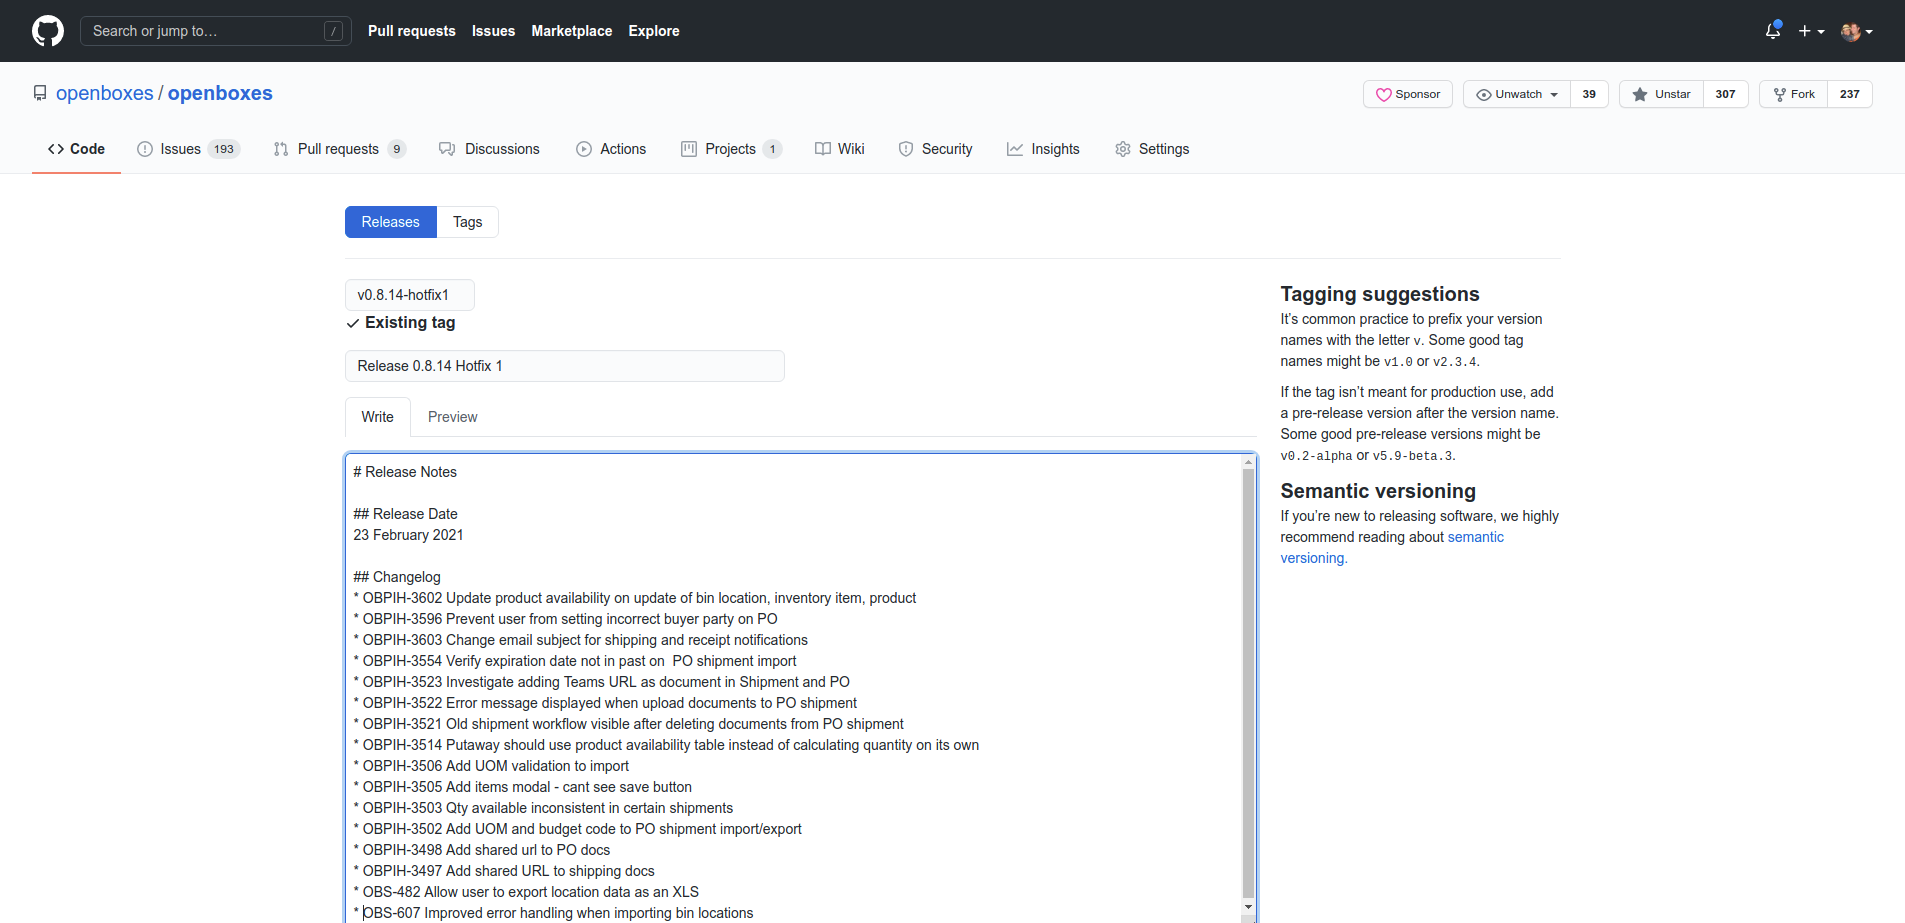 Search or jump to… /
Pull requests Issues Marketplace Explore
openboxes / openboxes
Sponsor Unwatch 39 Unstar 307 Fork 237
Code Issues 193 Pull requests 9 Discussions Actions Projects 1 Wiki Security Insights Settings
Releases Tags
v0.8.14-hotfix1
Existing tag
Release 0.8.14 Hotfix 1
Write Preview
# Release Notes
## Release Date
23 February 2021
## Changelog
* OBPIH-3602 Update product availability on update of bin location, inventory item, product
* OBPIH-3596 Prevent user from setting incorrect buyer party on PO
* OBPIH-3603 Change email subject for shipping and receipt notifications
* OBPIH-3554 Verify expiration date not in past on  PO shipment import
* OBPIH-3523 Investigate adding Teams URL as document in Shipment and PO
* OBPIH-3522 Error message displayed when upload documents to PO shipment
* OBPIH-3521 Old shipment workflow visible after deleting documents from PO shipment
* OBPIH-3514 Putaway should use product availability table instead of calculating quantity on its own
* OBPIH-3506 Add UOM validation to import
* OBPIH-3505 Add items modal - cant see save button
* OBPIH-3503 Qty available inconsistent in certain shipments
* OBPIH-3502 Add UOM and budget code to PO shipment import/export
* OBPIH-3498 Add shared url to PO docs
* OBPIH-3497 Add shared URL to shipping docs
* OBS-482 Allow user to export location data as an XLS
* OBS-607 Improved error handling when importing bin locations
Tagging suggestions
It’s common practice to prefix your version
names with the letter v. Some good tag
names might be v1.0 or v2.3.4.
If the tag isn’t meant for production use, add
a pre-release version after the version name.
Some good pre-release versions might be
v0.2-alpha or v5.9-beta.3.
Semantic versioning
If you’re new to releasing software, we highly
recommend reading about semantic
versioning.